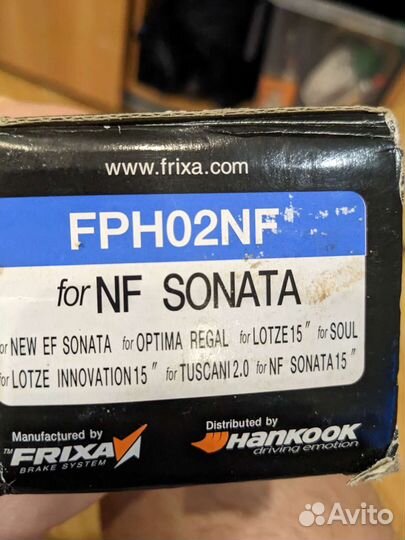 www.frixa.com
FPH02NF
for NF SONATA
for NEW EF SONATA for OPTIMA REGAL for LOTZE 15" for SOUL
for LOTZE INNOVATION 15" for TUSCANI 2.0 for NF SONATA 15"
Manufactured by
™FRIXA
BRAKE SYSTEM
Distributed by
HANKOOK
driving emotion
Avito